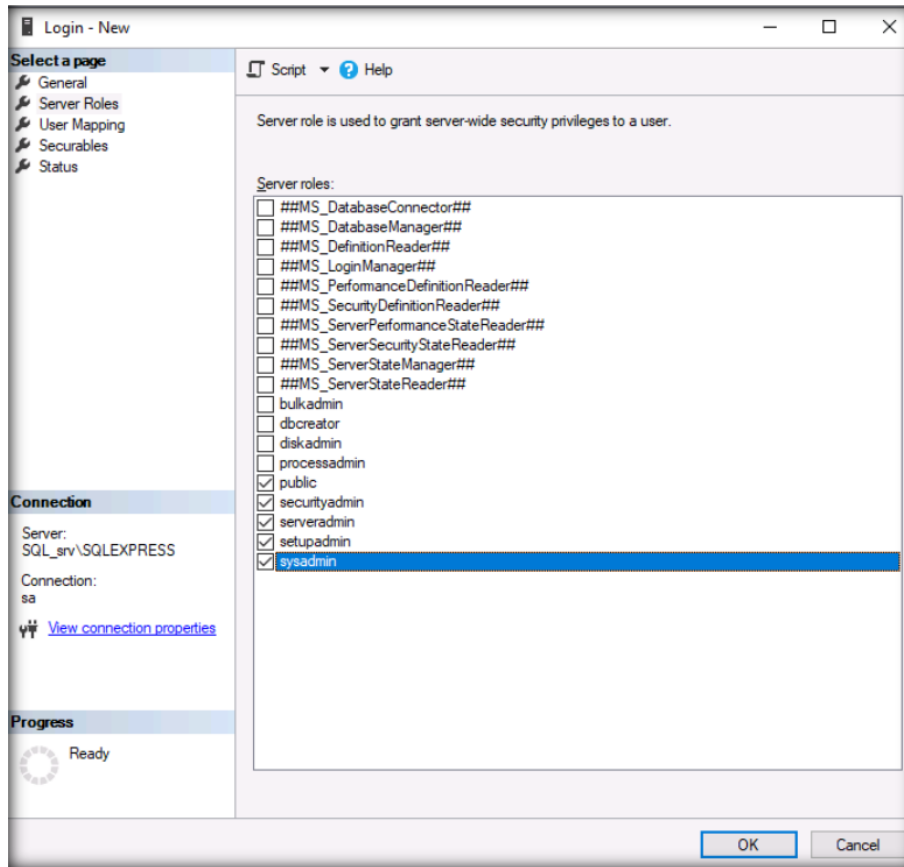 Login - New
Select a page
General
Server Roles
User Mapping
Securables
Status
Script
Help
Server role is used to grant server-wide security privileges to a user.
Server roles:
##MS_DatabaseConnector##
##MS_DatabaseManager##
##MS_DefinitionReader##
##MS_LoginManager##
##MS_PerformanceDefinitionReader##
##MS_SecurityDefinitionReader##
##MS_ServerPerformanceStateReader##
##MS_ServerSecurityStateReader##
##MS_ServerStateManager##
##MS_ServerStateReader##
bulkadmin
dbcreator
diskadmin
processadmin
public
securityadmin
serveradmin
setupadmin
sysadmin
Connection
Server:
SQL_srv\SQLEXPRESS
Connection:
sa
View connection properties
Progress
Ready
OK
Cancel